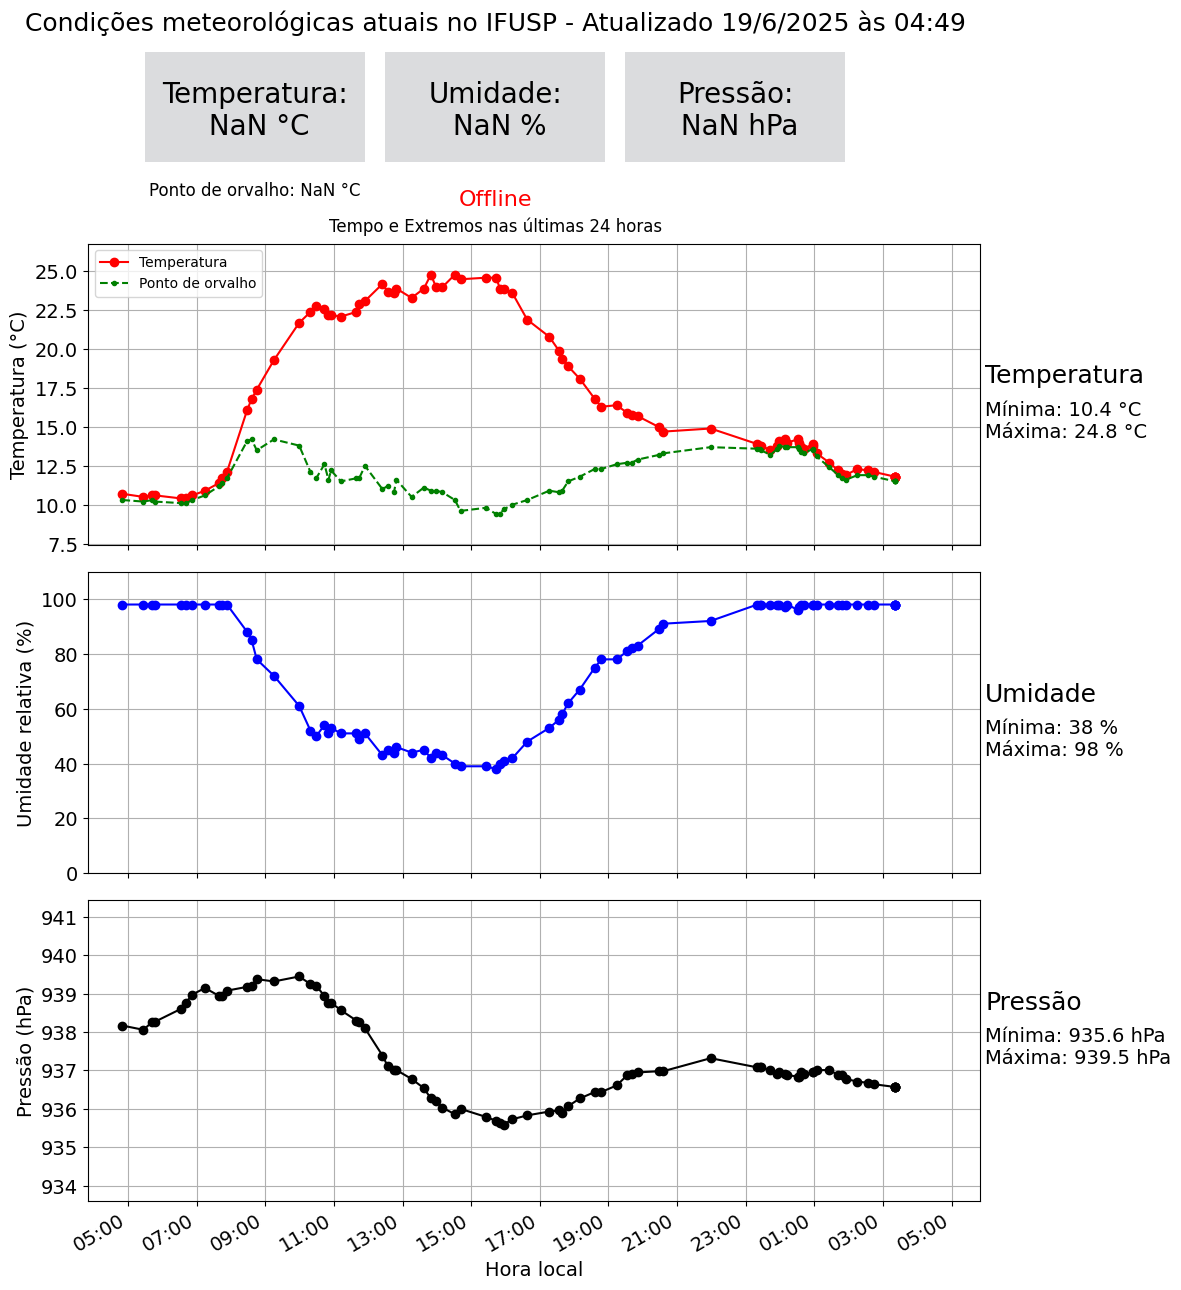 Condições meteorológicas atuais no IFUSP - Atualizado 19/6/2025 às 04:49
Temperatura:
NaN °C
Umidade:
NaN %
Pressão:
NaN hPa
Ponto de orvalho: NaN °C
Offline
Tempo e Extremos nas últimas 24 horas
Temperatura
Ponto de orvalho
Temperatura (°C)
25.0
22.5
20.0
17.5
15.0
12.5
10.0
7.5
Temperatura
Mínima: 10.4 °C
Máxima: 24.8 °C
Umidade relativa (%)
100
80
60
40
20
0
Umidade
Mínima: 38 %
Máxima: 98 %
Pressão (hPa)
941
940
939
938
937
936
935
934
Pressão
Mínima: 935.6 hPa
Máxima: 939.5 hPa
05:00 07:00 09:00 11:00 13:00 15:00 17:00 19:00 21:00 23:00 01:00 03:00 05:00
Hora local